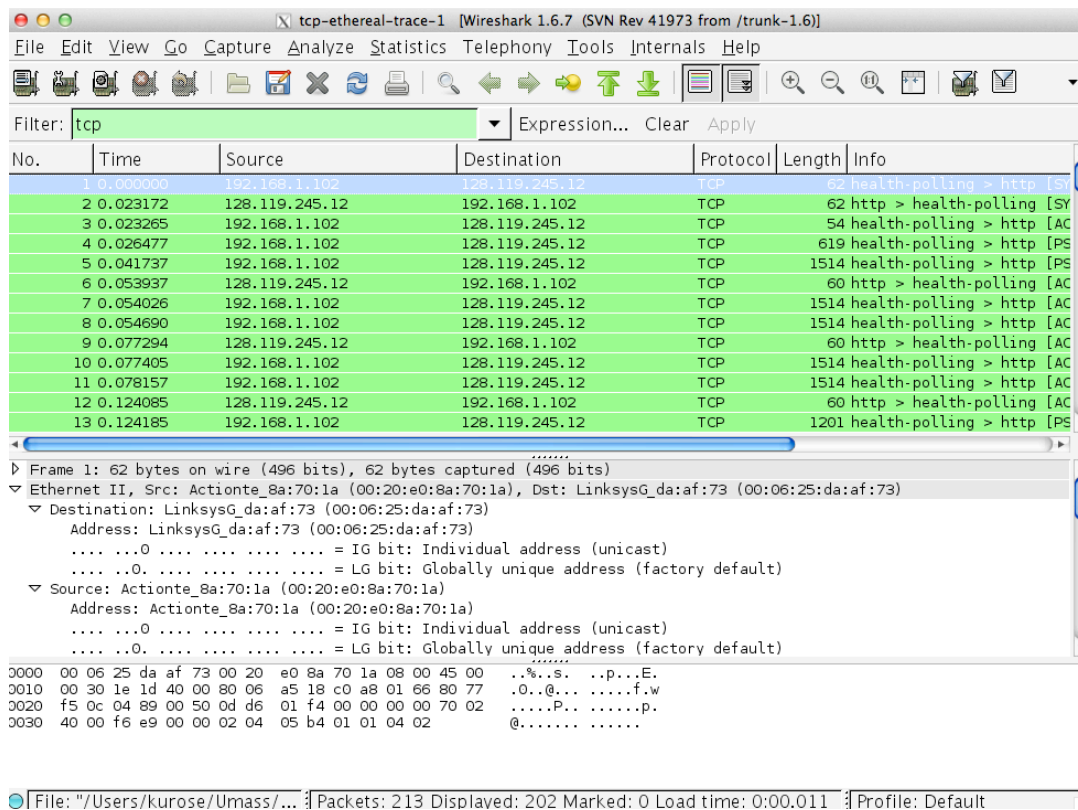 tcp-ethereal-trace-1 [Wireshark 1.6.7 (SVN Rev 41973 from /trunk-1.6)]
File Edit View Go Capture Analyze Statistics Telephony Tools Internals Help
Filter: tcp Expression... Clear Apply
No. Time Source Destination Protocol Length Info
1 0.000000 192.168.1.102 128.119.245.12 TCP 62 health-polling > http [SY
2 0.023172 128.119.245.12 192.168.1.102 TCP 62 http > health-polling [SY
3 0.023265 192.168.1.102 128.119.245.12 TCP 54 health-polling > http [AC
4 0.026477 192.168.1.102 128.119.245.12 TCP 619 health-polling > http [PS
5 0.041737 192.168.1.102 128.119.245.12 TCP 1514 health-polling > http [PS
6 0.053937 128.119.245.12 192.168.1.102 TCP 60 http > health-polling [AC
7 0.054026 192.168.1.102 128.119.245.12 TCP 1514 health-polling > http [AC
8 0.054690 192.168.1.102 128.119.245.12 TCP 1514 health-polling > http [AC
9 0.077294 128.119.245.12 192.168.1.102 TCP 60 http > health-polling [AC
10 0.077405 192.168.1.102 128.119.245.12 TCP 1514 health-polling > http [AC
11 0.078157 192.168.1.102 128.119.245.12 TCP 1514 health-polling > http [AC
12 0.124085 128.119.245.12 192.168.1.102 TCP 60 http > health-polling [AC
13 0.124185 192.168.1.102 128.119.245.12 TCP 1201 health-polling > http [PS
Frame 1: 62 bytes on wire (496 bits), 62 bytes captured (496 bits)
Ethernet II, Src: Actionte_8a:70:1a (00:20:e0:8a:70:1a), Dst: LinksysG_da:af:73 (00:06:25:da:af:73)
Destination: LinksysG_da:af:73 (00:06:25:da:af:73)
Address: LinksysG_da:af:73 (00:06:25:da:af:73)
.... ...0 .... .... .... .... = IG bit: Individual address (unicast)
.... ..0. .... .... .... .... = LG bit: Globally unique address (factory default)
Source: Actionte_8a:70:1a (00:20:e0:8a:70:1a)
Address: Actionte_8a:70:1a (00:20:e0:8a:70:1a)
.... ...0 .... .... .... .... = IG bit: Individual address (unicast)
.... ..0. .... .... .... .... = LG bit: Globally unique address (factory default)
0000 00 06 25 da af 73 00 20 e0 8a 70 1a 08 00 45 00 ..%..s. ..p...E.
0010 00 30 1e 1d 40 00 80 06 a5 18 c0 a8 01 66 80 77 .0..@... .....f.w
0020 f5 0c 04 89 00 50 0d d6 01 f4 00 00 00 00 70 02 .....P.. ......p.
0030 40 00 f6 e9 00 00 02 04 05 b4 01 01 04 02 @....... ......
File: "/Users/kurose/Umass/... Packets: 213 Displayed: 202 Marked: 0 Load time: 0:00.011 Profile: Default